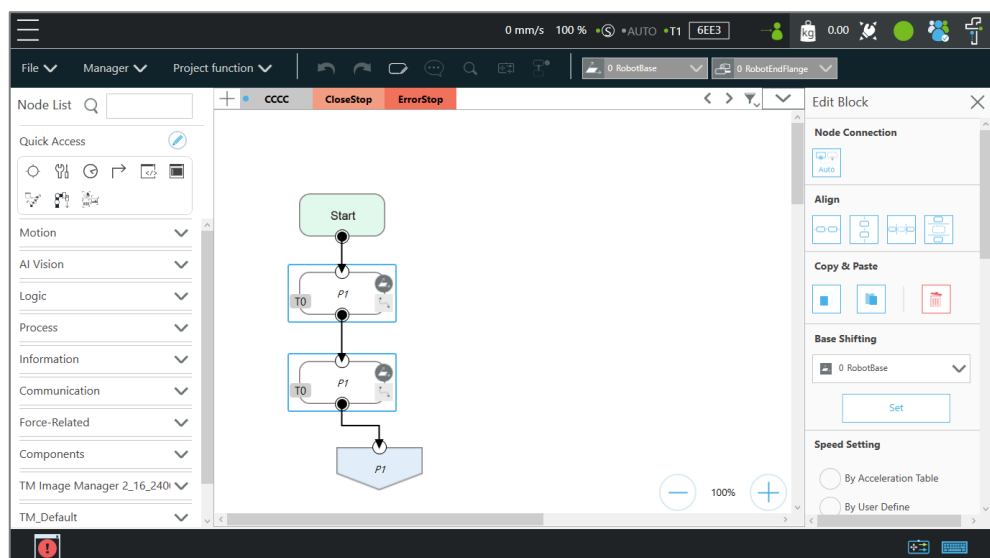 0 mm/s 100 % S AUTO T1 6EE3 kg 0.00
File Manager Project function 0 RobotBase 0 RobotEndFlange
Node List
CCCC CloseStop ErrorStop
Edit Block
Quick Access
Node Connection
Auto
Align
Copy & Paste
Base Shifting
0 RobotBase
Set
Speed Setting
By Acceleration Table
By User Define
Motion
AI Vision
Logic
Process
Information
Communication
Force-Related
Components
TM Image Manager 2_16_240
TM_Default
Start
P1
T0
P1
T0
P1
100%